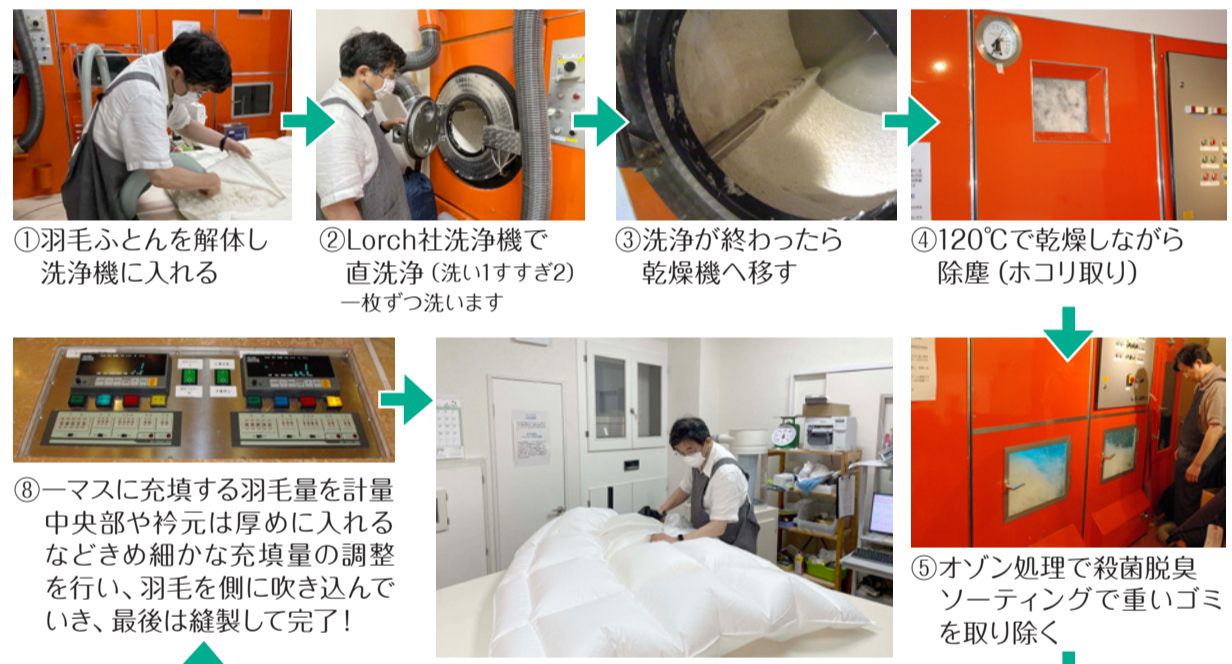 ①羽毛ふとんを解体し
洗浄機に入れる
②Lorch社洗浄機で
直洗浄（洗い1すすぎ2）
一枚ずつ洗います
③洗浄が終わったら
乾燥機へ移す
④120℃で乾燥しながら
除塵（ホコリ取り）
⑤オゾン処理で殺菌脱臭
ソーティングで重いゴミ
を取り除く
⑧一マスに充填する羽毛量を計量
中央部や衿元は厚めに入れる
などきめ細かな充填量の調整
を行い、羽毛を側に吹き込んで
いき、最後は縫製して完了！